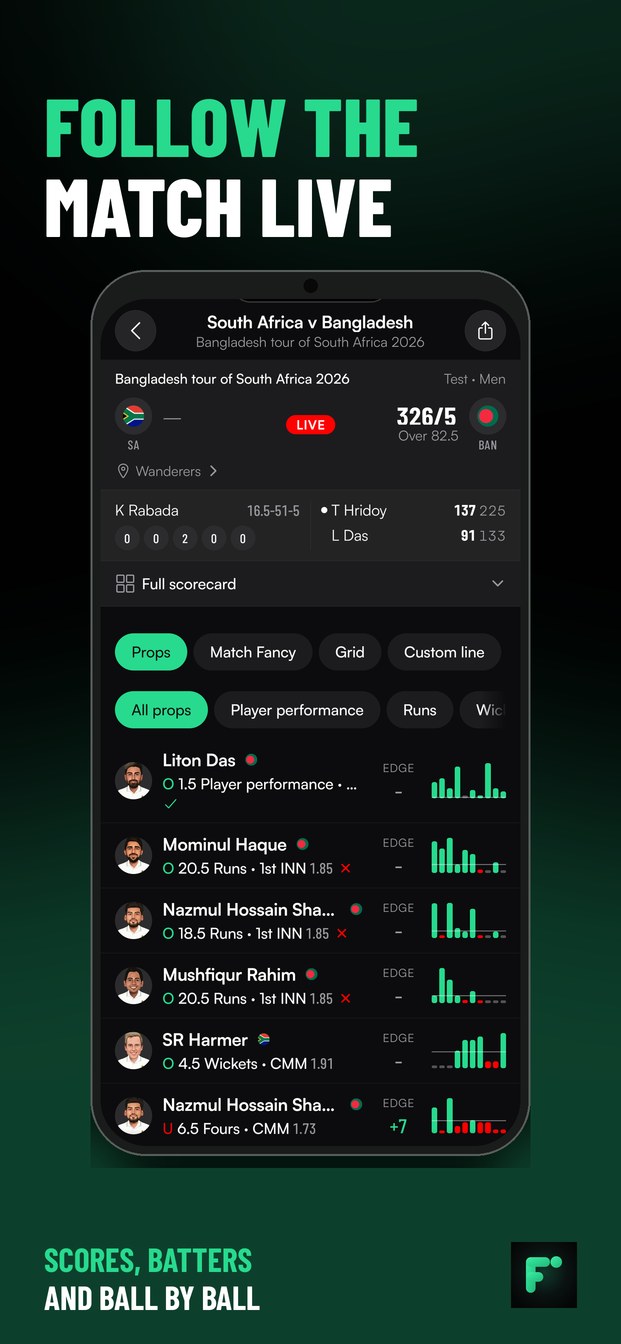 FOLLOW THE
MATCH LIVE
South Africa v Bangladesh
Bangladesh tour of South Africa 2026
Bangladesh tour of South Africa 2026 Test · Men
SA — LIVE 326/5 Over 82.5 BAN
Wanderers
K Rabada 16.5-51-5
0 0 2 0 0
T Hridoy 137 225
L Das 91 133
Full scorecard
Props Match Fancy Grid Custom line
All props Player performance Runs Wic
Liton Das EDGE
O 1.5 Player performance · ... –
Mominul Haque EDGE
O 20.5 Runs · 1st INN 1.85 –
Nazmul Hossain Sha... EDGE
O 18.5 Runs · 1st INN 1.85 –
Mushfiqur Rahim EDGE
O 20.5 Runs · 1st INN 1.85 –
SR Harmer EDGE
O 4.5 Wickets · CMM 1.91 –
Nazmul Hossain Sha... EDGE
U 6.5 Fours · CMM 1.73 +7
SCORES, BATTERS
AND BALL BY BALL